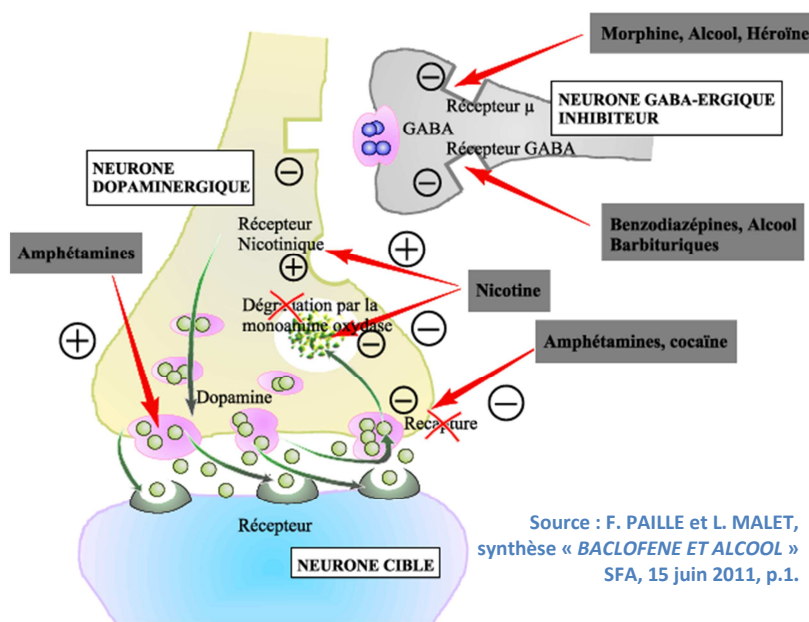 Morphine, Alcool, Héroïne
Récepteur µ
NEURONE GABA-ERGIQUE
INHIBITEUR
GABA
Récepteur GABA
NEURONE
DOPAMINERGIQUE
Benzodiazépines, Alcool
Barbituriques
Récepteur
Nicotinique
Amphétamines
Nicotine
Dégradation par la
monoamine oxydase
Amphétamines, cocaïne
Dopamine
Recapture
Récepteur
NEURONE CIBLE
Source : F. PAILLE et L. MALET,
synthèse « BACLOFENE ET ALCOOL »
SFA, 15 juin 2011, p.1.